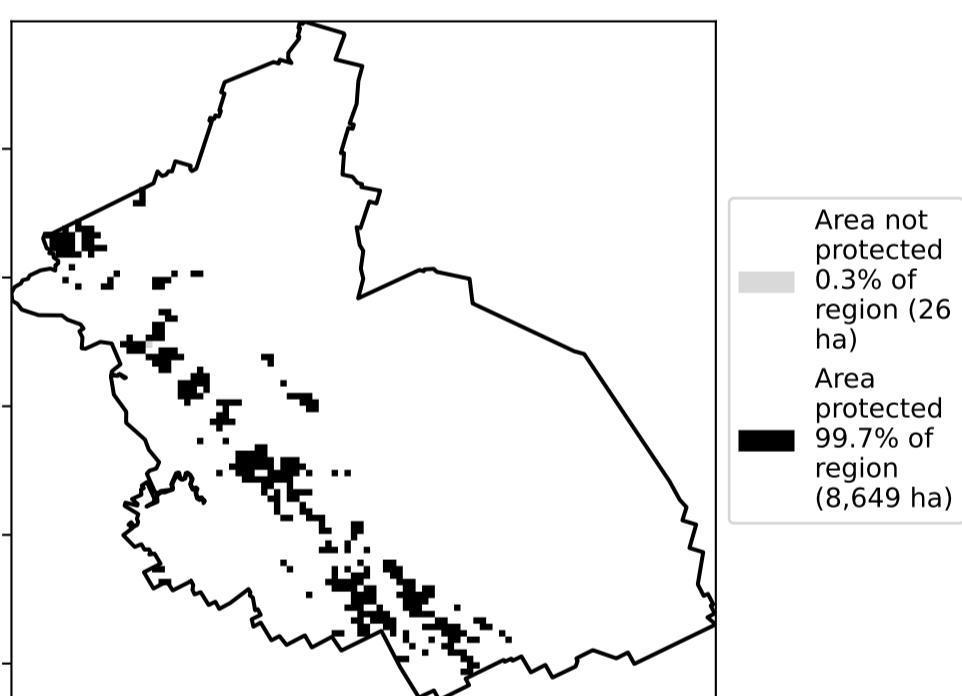 Area not
protected
0.3% of
region (26
ha)
Area
protected
99.7% of
region
(8,649 ha)